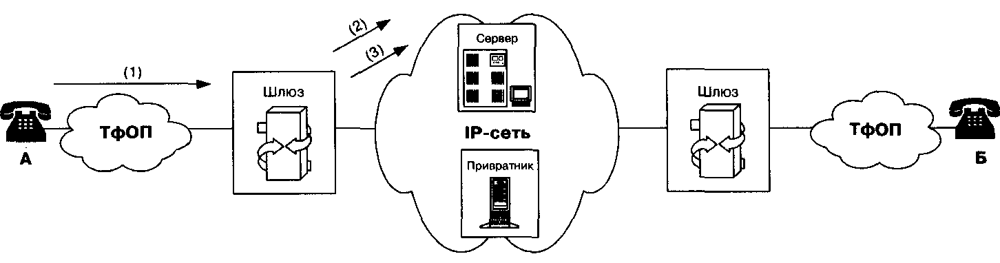 (1)
(2)
(3)
Сервер
Шлюз
Шлюз
ТфОП
IP-сеть
ТфОП
А
Б
Привратник